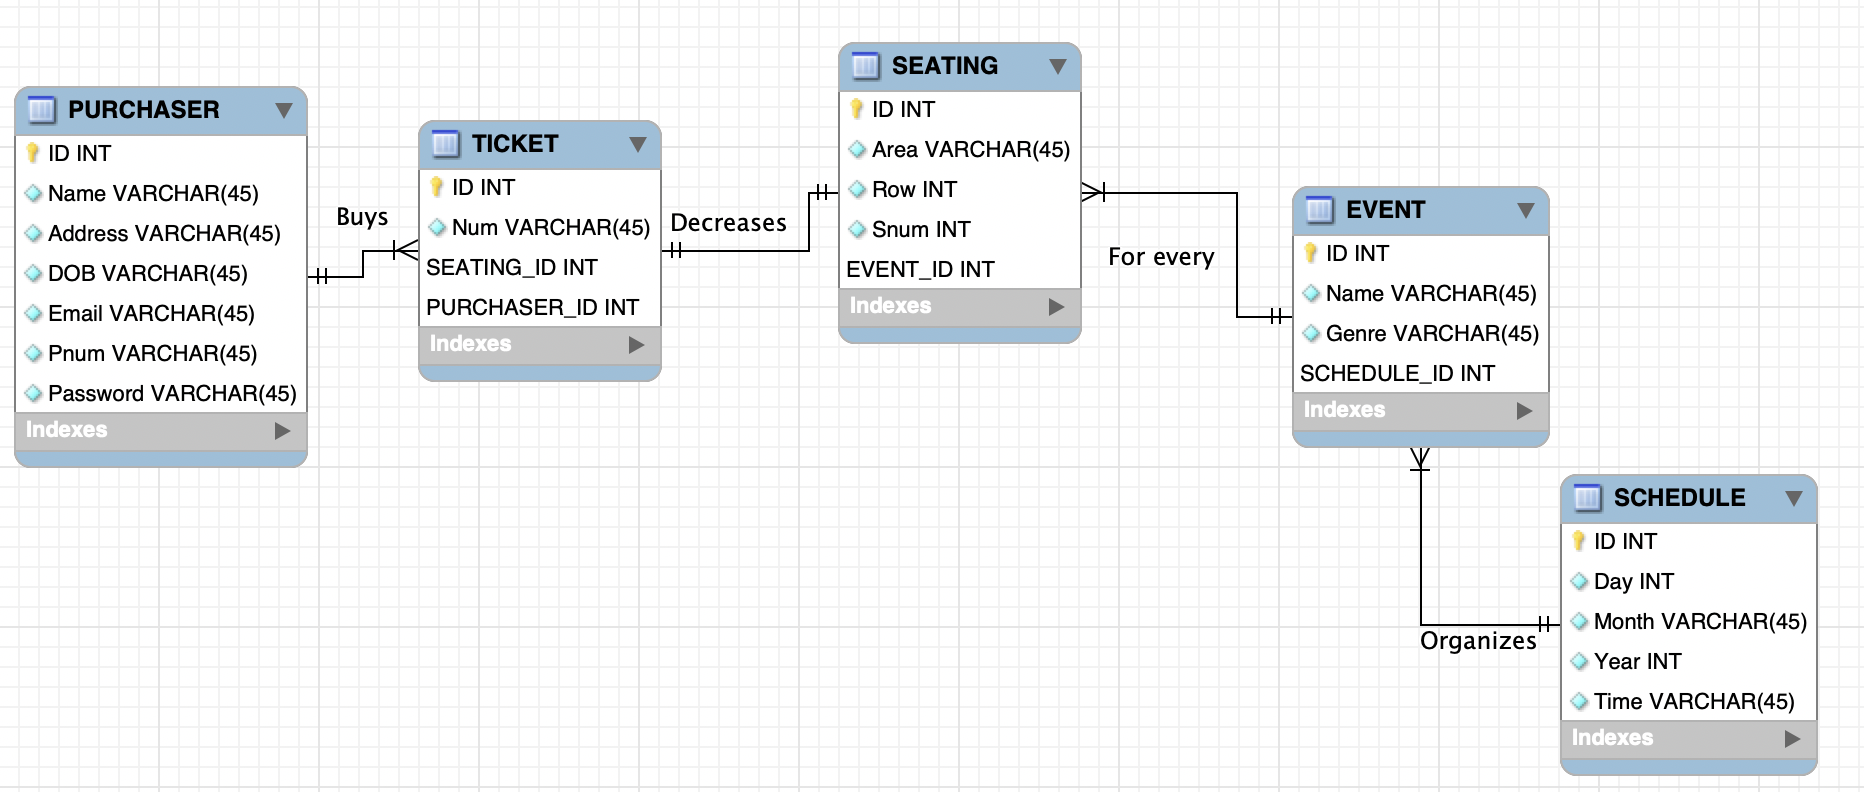 PURCHASER
ID INT
Name VARCHAR(45)
Address VARCHAR(45)
DOB VARCHAR(45)
Email VARCHAR(45)
Pnum VARCHAR(45)
Password VARCHAR(45)
Indexes
Buys
TICKET
ID INT
Num VARCHAR(45)
SEATING_ID INT
PURCHASER_ID INT
Indexes
Decreases
SEATING
ID INT
Area VARCHAR(45)
Row INT
Snum INT
EVENT_ID INT
Indexes
For every
EVENT
ID INT
Name VARCHAR(45)
Genre VARCHAR(45)
SCHEDULE_ID INT
Indexes
Organizes
SCHEDULE
ID INT
Day INT
Month VARCHAR(45)
Year INT
Time VARCHAR(45)
Indexes